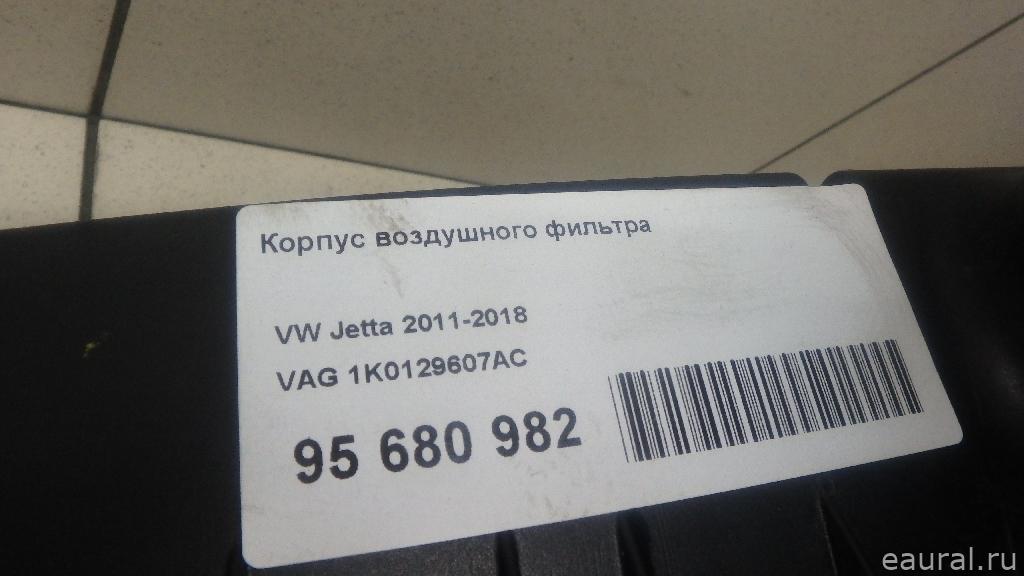 Корпус воздушного фильтра
VW Jetta 2011-2018
VAG 1K0129607AC
95 680 982
eaural.ru